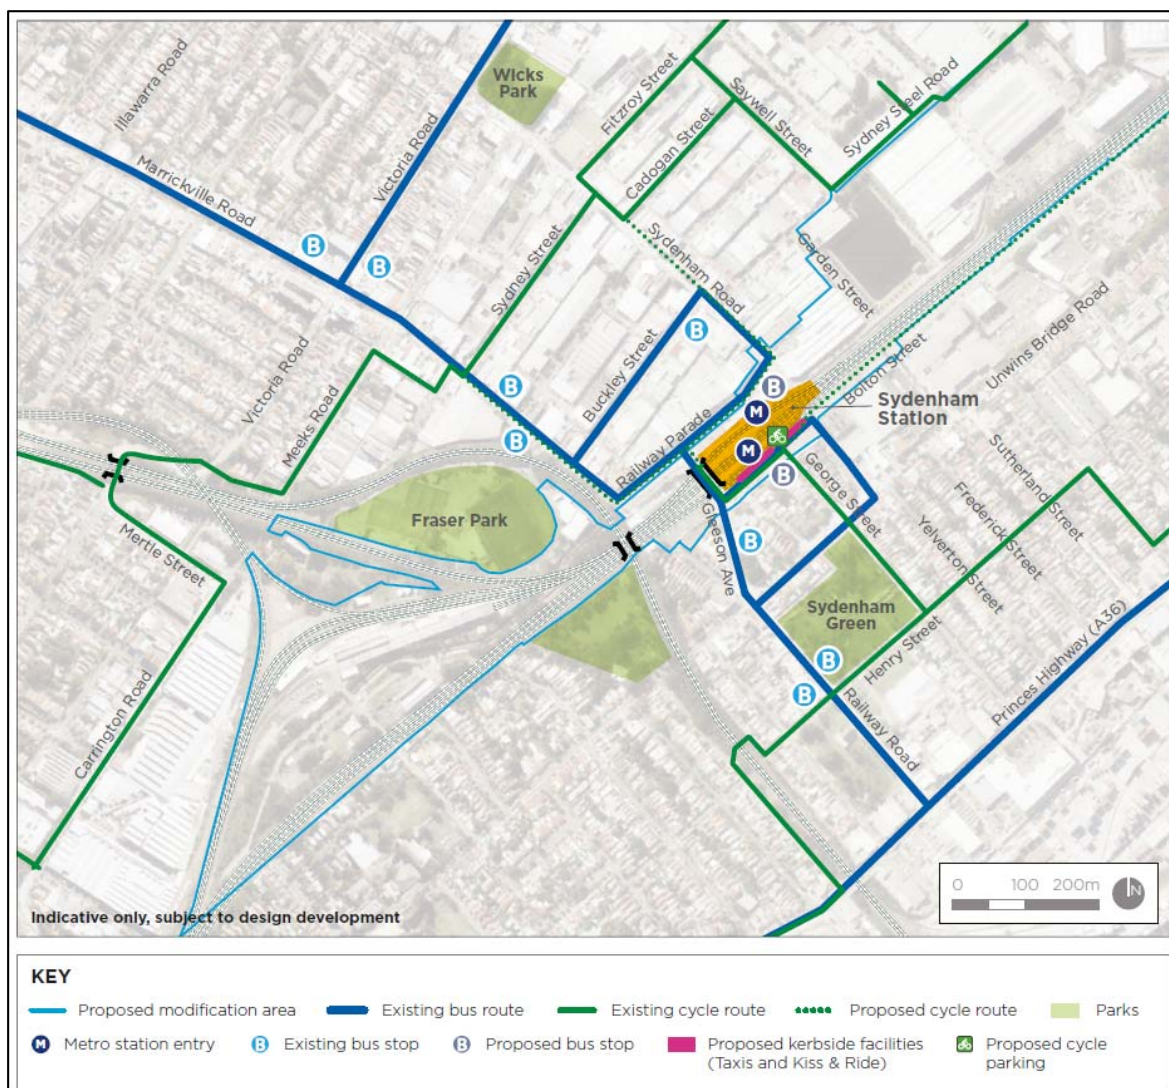 Illawarra Road
Wicks
Park
Fitzroy Street
Saywell Street
Sydney Steel Road
Victoria Road
Cadogan Street
Marrickville Road
B
B
Sydney Street
Sydenham Road
Garden Street
Unwins Bridge Road
B
Buckley Street
Victoria Road
Meeks Road
B
B
B
Bolton Street
M
Sydenham
Station
M
Railway Parade
B
George Street
Sutherland Street
Fraser Park
Gleeson Ave
Frederick Street
Yelverton Street
B
Mertle Street
Sydenham
Green
Henry Street
Princes Highway (A36)
B
B
Railway Road
Carrington Road
0 100 200m
N
Indicative only, subject to design development
KEY
Proposed modification area Existing bus route Existing cycle route Proposed cycle route Parks
M Metro station entry B Existing bus stop B Proposed bus stop Proposed kerbside facilities Proposed cycle
(Taxis and Kiss & Ride) parking